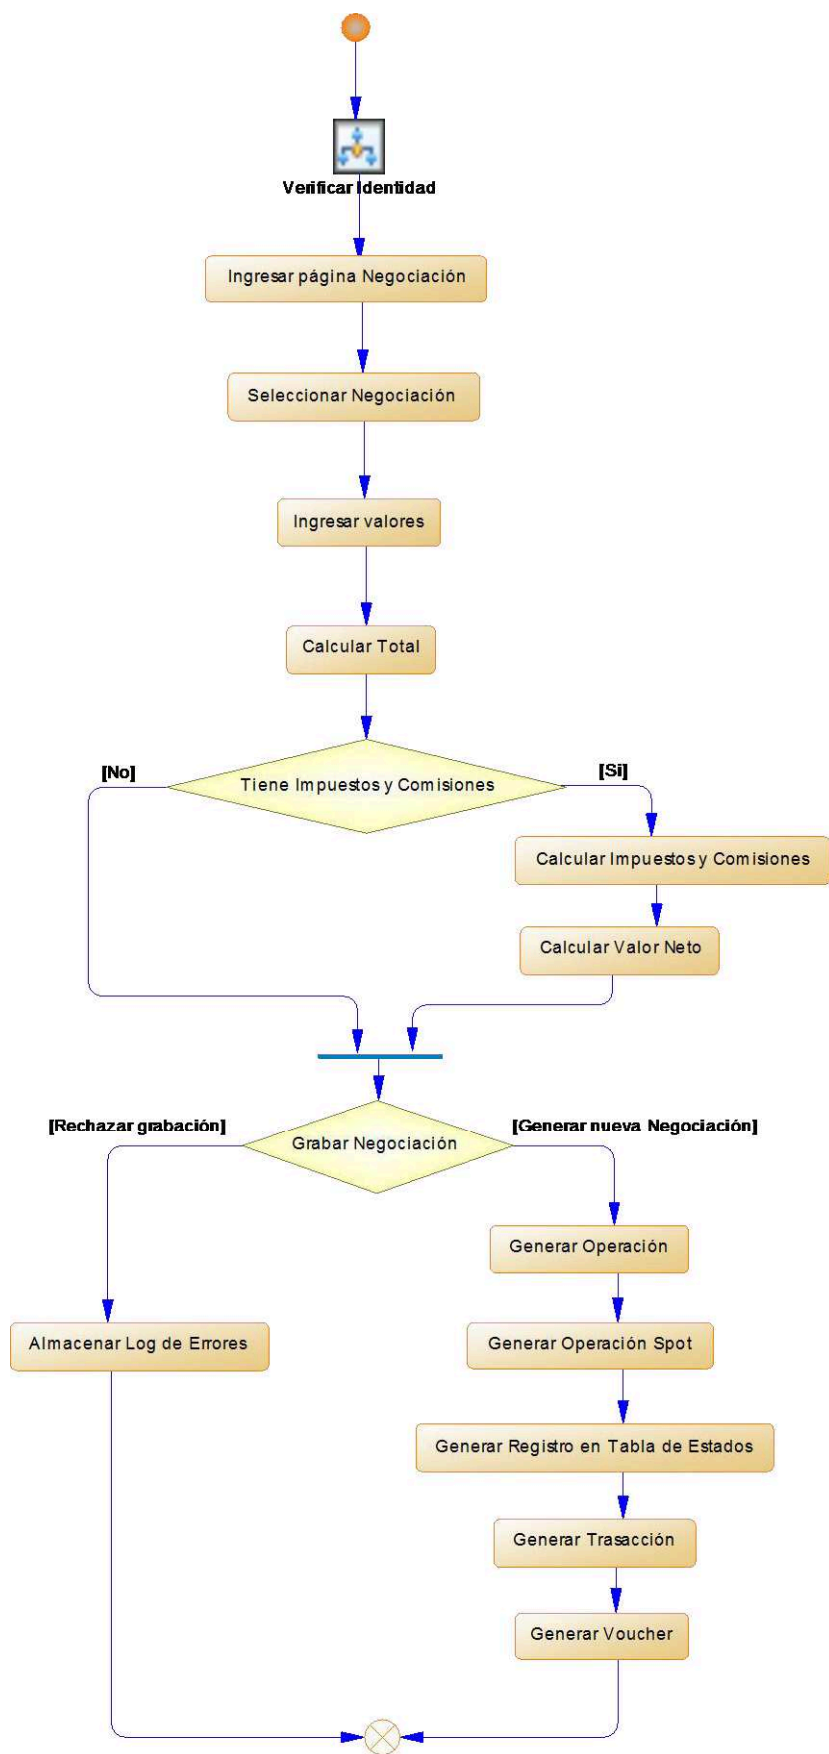 Verificar Identidad
Ingresar página Negociación
Seleccionar Negociación
Ingresar valores
Calcular Total
[No]
Tiene Impuestos y Comisiones
[Si]
Calcular Impuestos y Comisiones
Calcular Valor Neto
[Rechazar grabación]
Grabar Negociación
[Generar nueva Negociación]
Generar Operación
Almacenar Log de Errores
Generar Operación Spot
Generar Registro en Tabla de Estados
Generar Trasacción
Generar Voucher